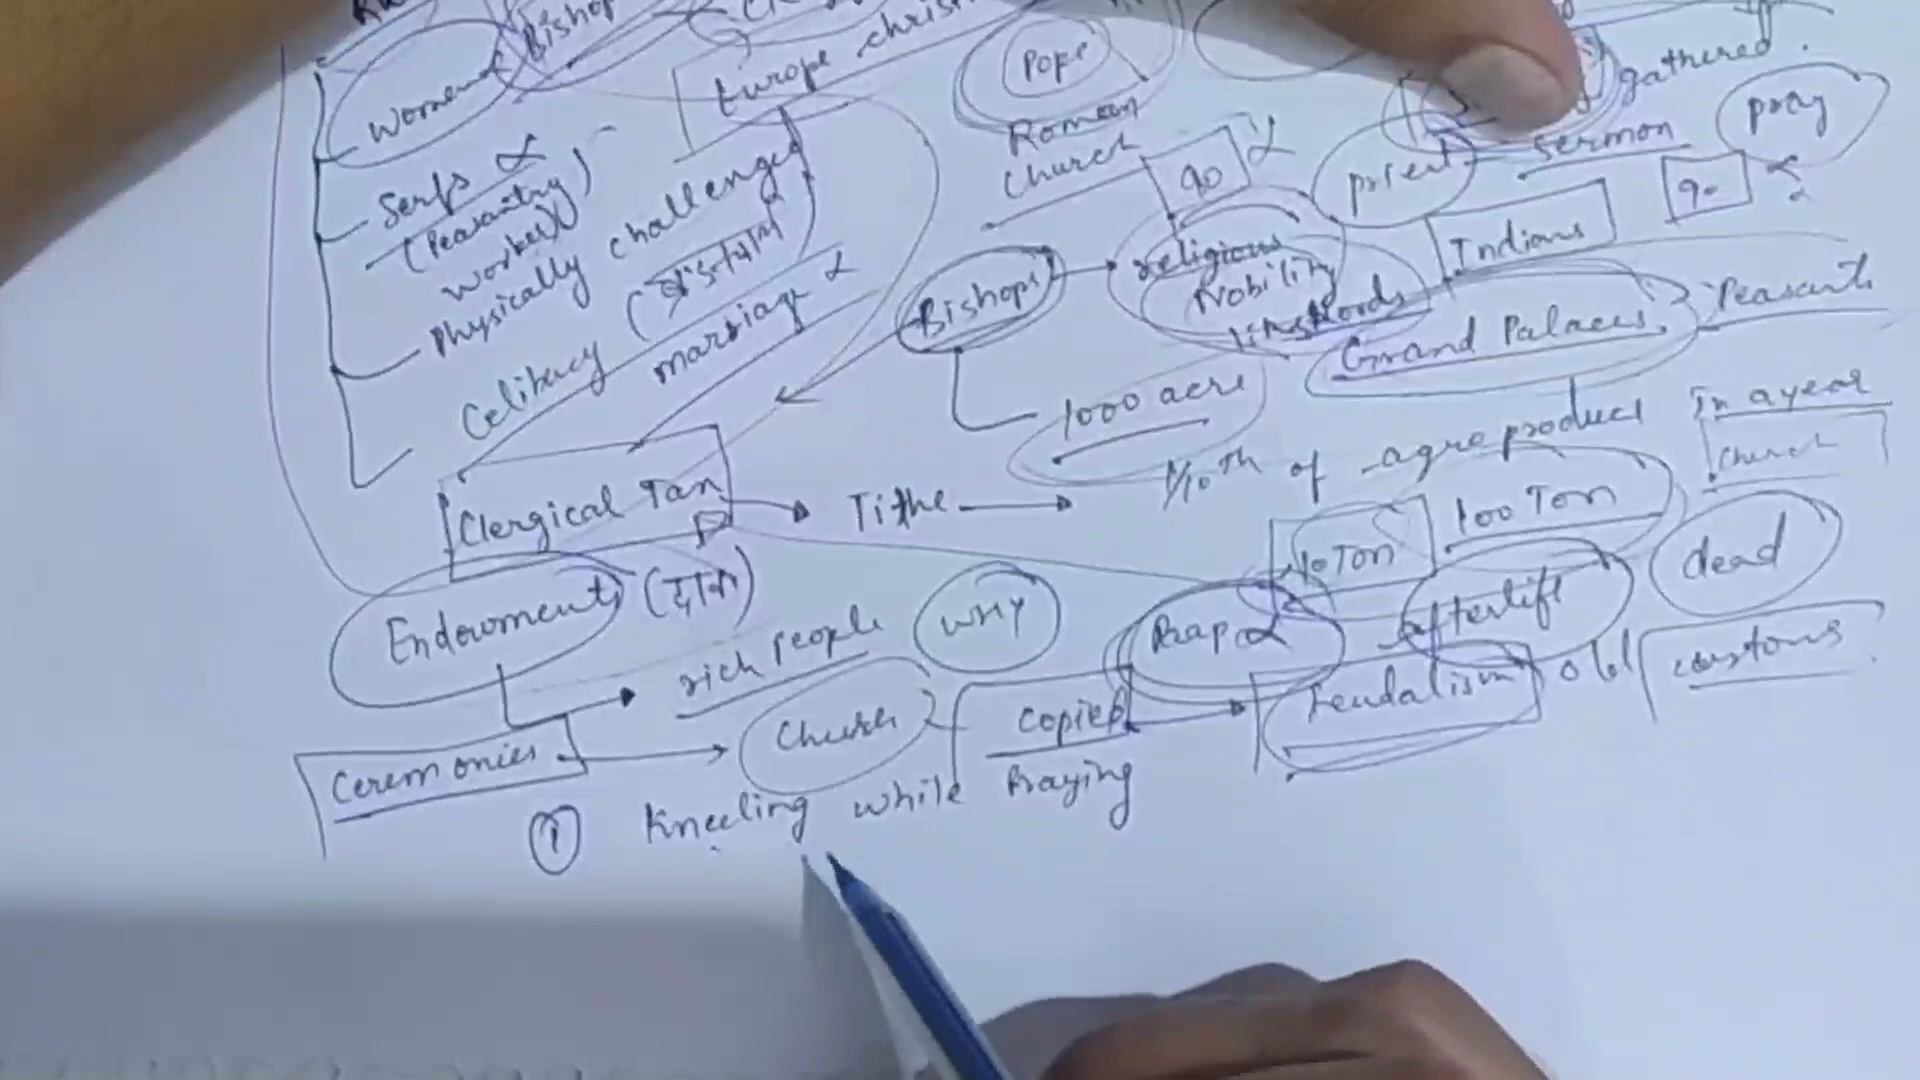 Bishop
Women
Europe christ
Pope
Roman
church
90
gathered.
sermon
pray
priest
90
Serfs
(Peasantry
worker)
Physically challenged
Celibacy
marriage
Bishops
religious
Nobility
Indians
Grand Palaces.
Peasants
1000 acre
Clergical Tax
Tithe
1/10th of agro product
In a year
Church
100 Ton
10 Ton
Endowments
rich people
WHY
afterlife
dead
Ceremonies
Church
Copied
Feudalism
old
customs
① Kneeling while Praying